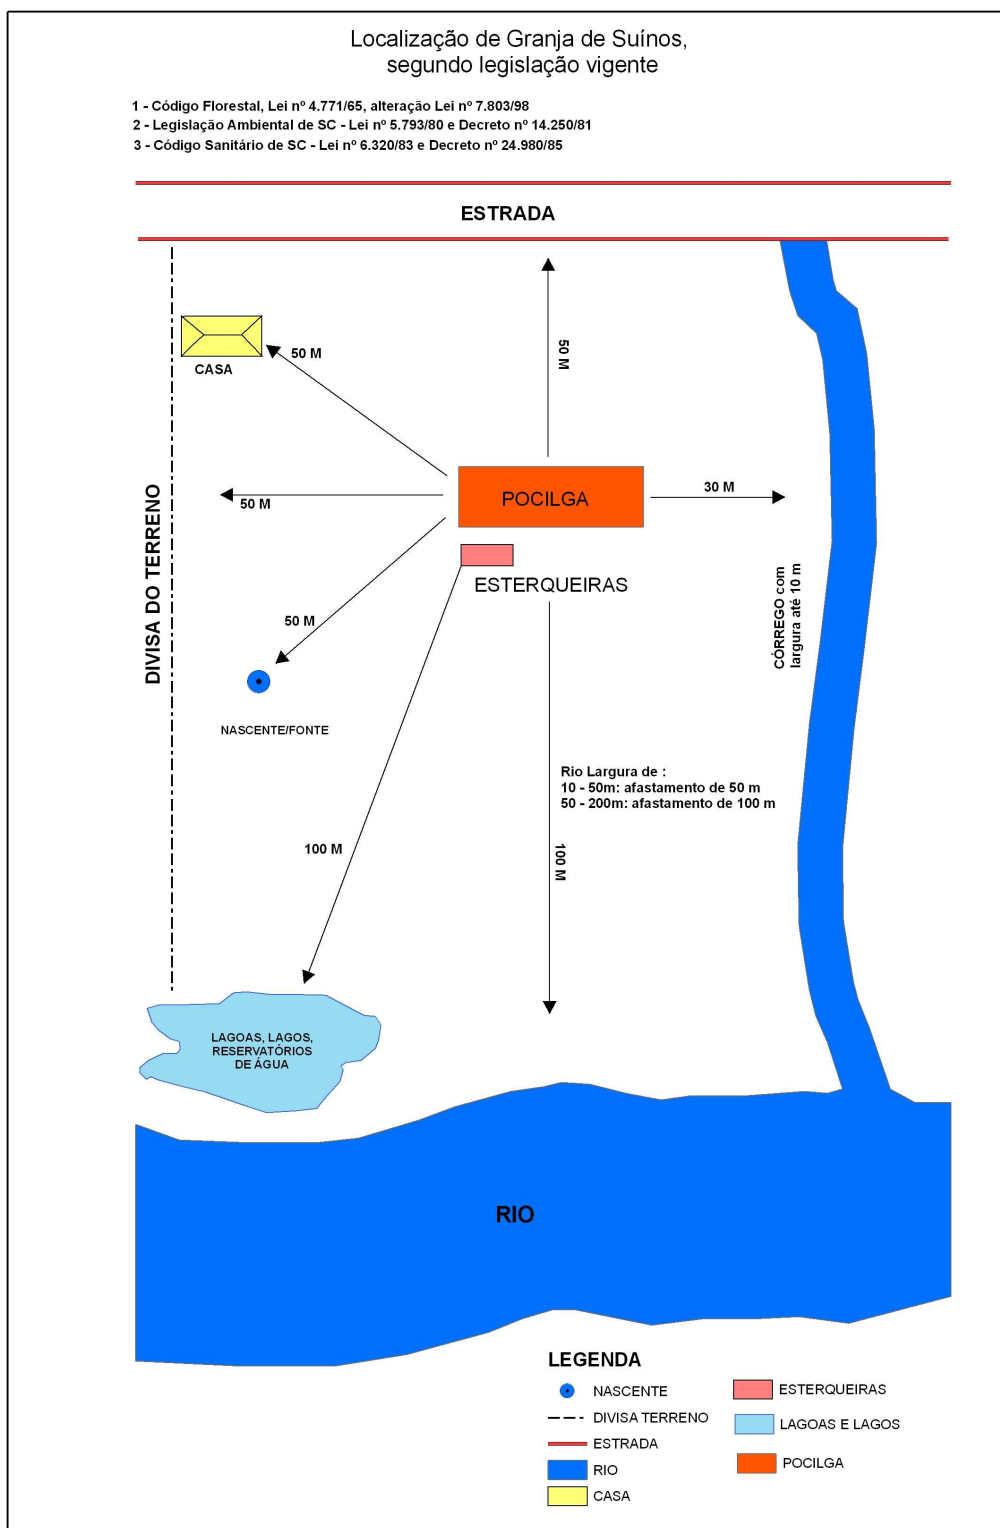 Localização de Granja de Suínos,
segundo legislação vigente
1 - Código Florestal, Lei nº 4.771/65, alteração Lei nº 7.803/98
2 - Legislação Ambiental de SC - Lei nº 5.793/80 e Decreto nº 14.250/81
3 - Código Sanitário de SC - Lei nº 6.320/83 e Decreto nº 24.980/85
ESTRADA
50 M
50 M
CASA
DIVISA DO TERRENO
50 M
POCILGA
30 M
ESTERQUEIRAS
50 M
CÓRREGO com
largura até 10 m
NASCENTE/FONTE
Rio Largura de :
10 - 50m: afastamento de 50 m
50 - 200m: afastamento de 100 m
100 M
100 M
LAGOAS, LAGOS,
RESERVATÓRIOS
DE ÁGUA
RIO
LEGENDA
NASCENTE
DIVISA TERRENO
ESTRADA
RIO
CASA
ESTERQUEIRAS
LAGOAS E LAGOS
POCILGA